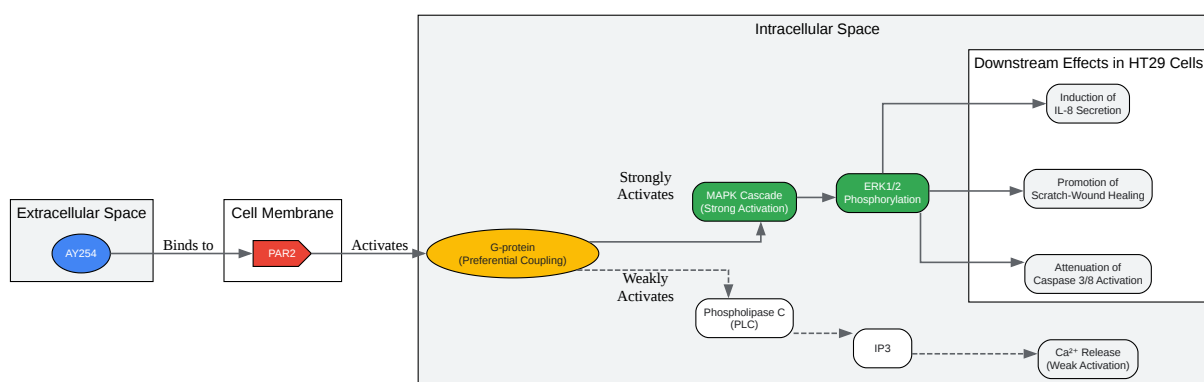 Intracellular Space
Downstream Effects in HT29 Cells
Induction of
IL-8 Secretion
Strongly
Activates
MAPK Cascade
(Strong Activation)
ERK1/2
Phosphorylation
Promotion of
Scratch-Wound Healing
Extracellular Space
Cell Membrane
AY254
Binds to
PAR2
Activates
G-protein
(Preferential Coupling)
Weakly
Activates
Attenuation of
Caspase 3/8 Activation
Phospholipase C
(PLC)
IP3
Ca²⁺ Release
(Weak Activation)